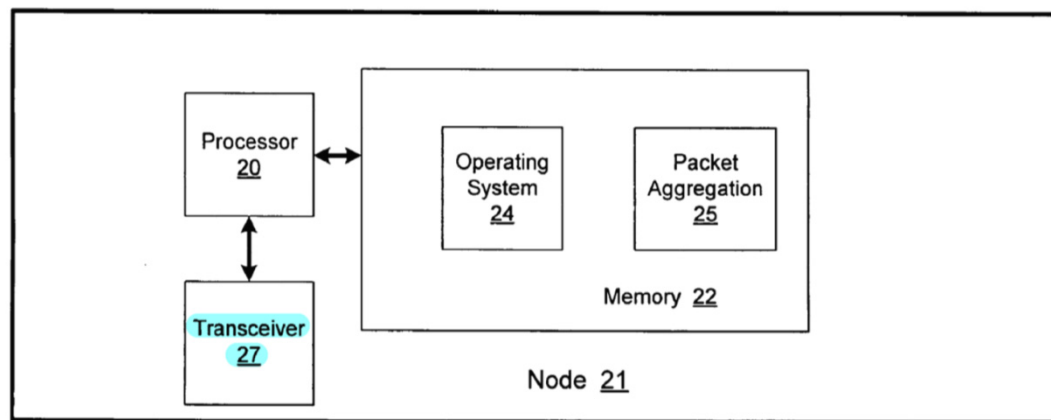 Processor
20
Operating
System
24
Packet
Aggregation
25
Memory 22
Transceiver
27
Node 21